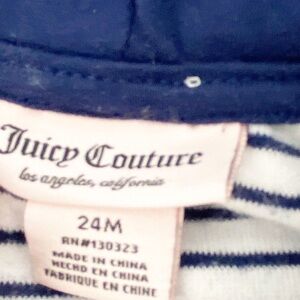 Juicy Couture
los angeles, california
24M
RN#130323
MADE IN CHINA
HECHO EN CHINA
FABRIQUE EN CHINE